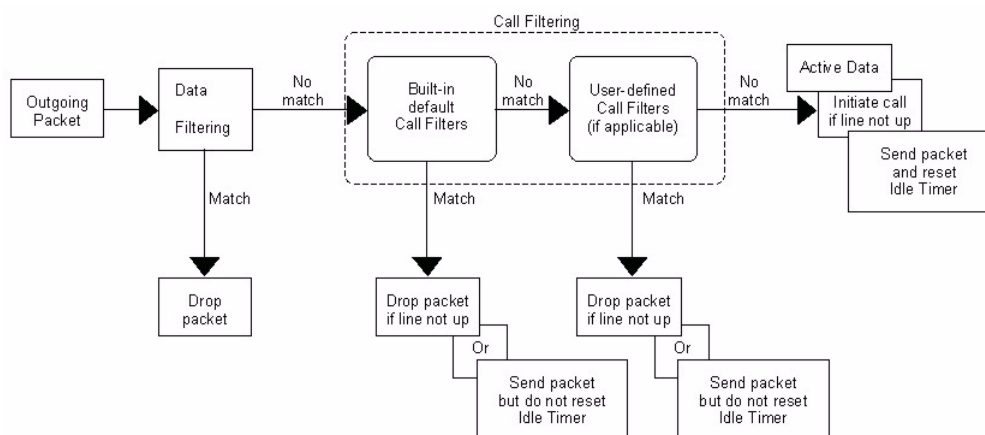 Call Filtering
Outgoing
Packet
Data
Filtering
No
match
Built-in
default
Call Filters
No
match
User-defined
Call Filters
(if applicable)
No
match
Active Data
Initiate call
if line not up
Send packet
and reset
Idle Timer
Match
Match
Match
Drop
packet
Drop packet
if line not up
Or
Send packet
but do not reset
Idle Timer
Drop packet
if line not up
Or
Send packet
but do not reset
Idle Timer